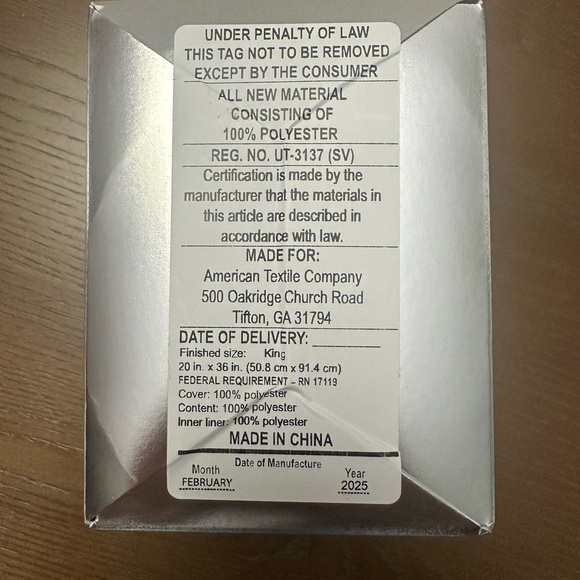 UNDER PENALTY OF LAW
THIS TAG NOT TO BE REMOVED
EXCEPT BY THE CONSUMER
ALL NEW MATERIAL
CONSISTING OF
100% POLYESTER
REG. NO. UT-3137 (SV)
Certification is made by the
manufacturer that the materials in
this article are described in
accordance with law.
MADE FOR:
American Textile Company
500 Oakridge Church Road
Tifton, GA 31794
DATE OF DELIVERY: __________
Finished size: King
20 in. x 36 in. (50.8 cm x 91.4 cm)
FEDERAL REQUIREMENT – RN 17119
Cover: 100% polyester
Content: 100% polyester
Inner liner: 100% polyester
MADE IN CHINA
Date of Manufacture
Month Year
FEBRUARY 2025